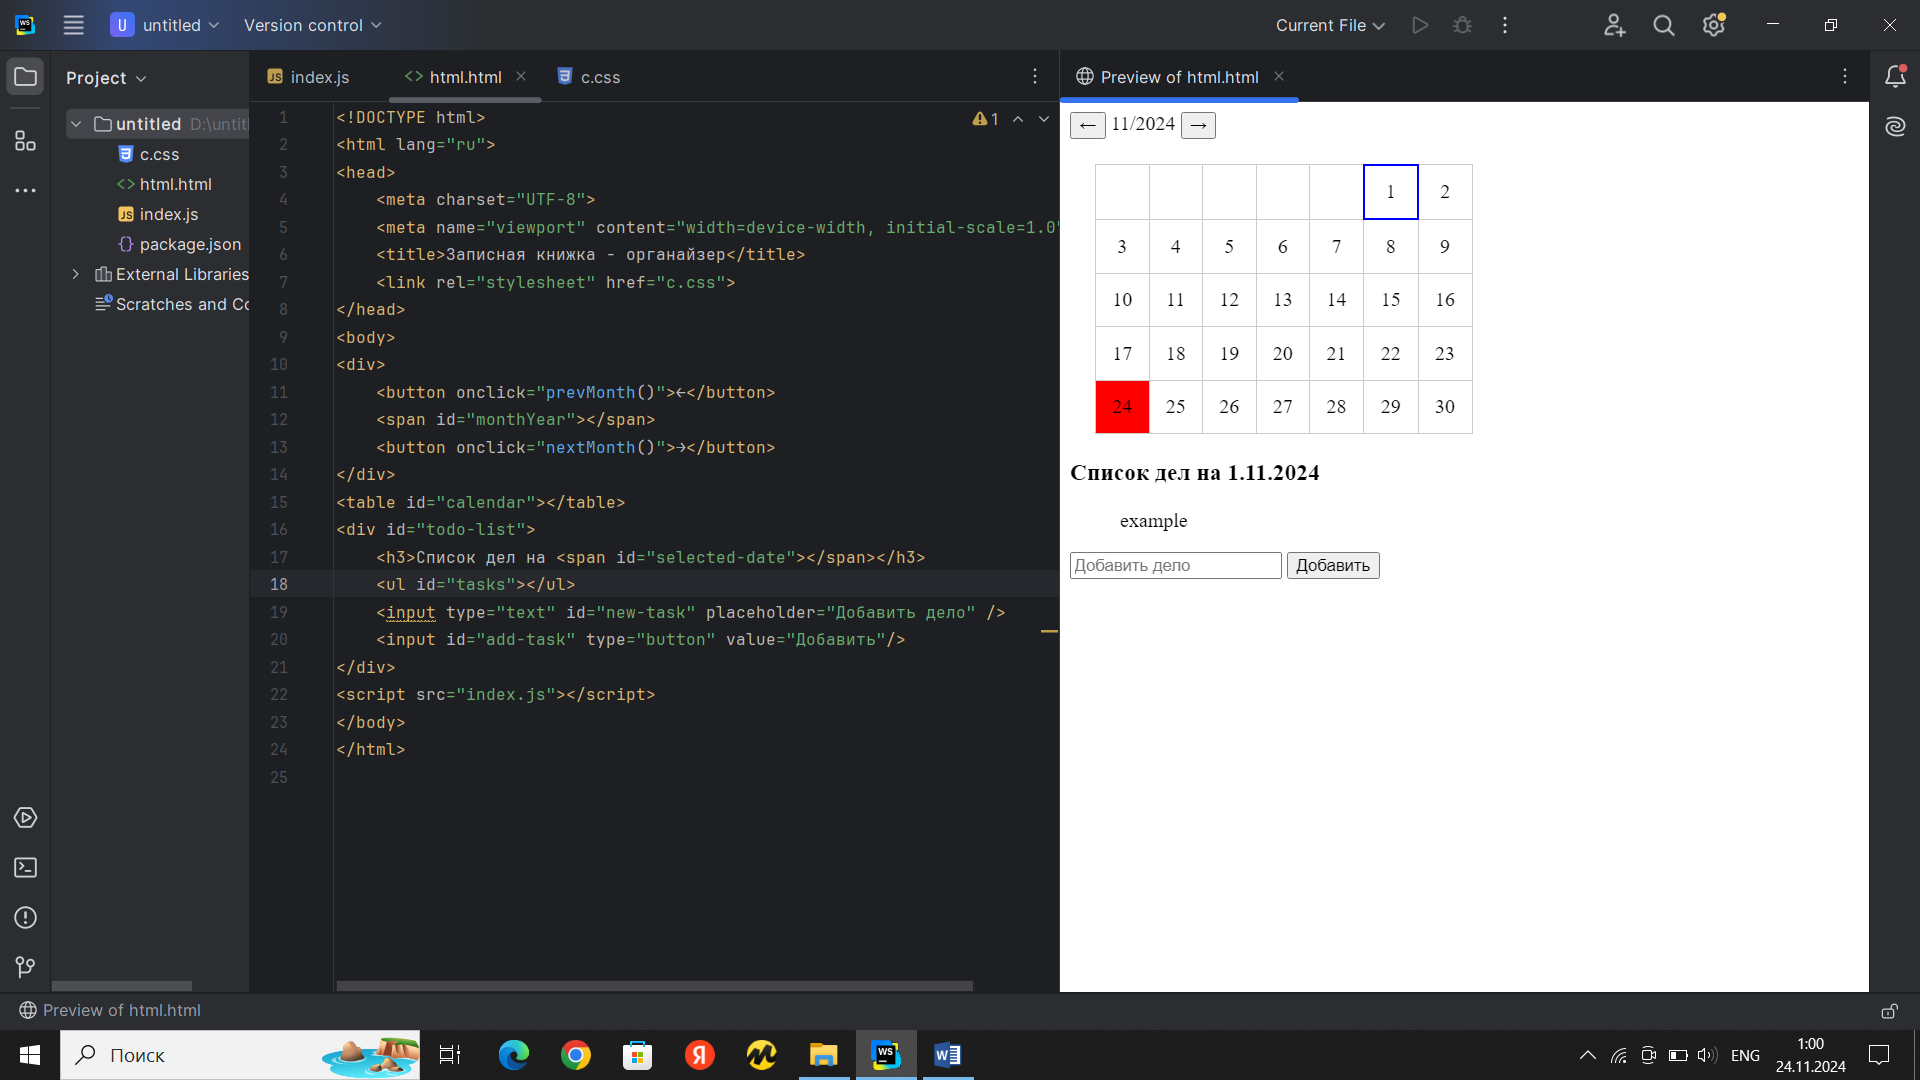 U untitled Version control Current File
Project index.js html.html c.css Preview of html.html
untitled D:\untit
c.css
html.html
index.js
package.json
External Libraries
Scratches and Co
1 <!DOCTYPE html>
2 <html lang="ru">
3 <head>
4 <meta charset="UTF-8">
5 <meta name="viewport" content="width=device-width, initial-scale=1.0"
6 <title>Записная книжка - органайзер</title>
7 <link rel="stylesheet" href="c.css">
8 </head>
9 <body>
10 <div>
11 <button onclick="prevMonth()">←</button>
12 <span id="monthYear"></span>
13 <button onclick="nextMonth()">→</button>
14 </div>
15 <table id="calendar"></table>
16 <div id="todo-list">
17 <h3>Список дел на <span id="selected-date"></span></h3>
18 <ul id="tasks"></ul>
19 <input type="text" id="new-task" placeholder="Добавить дело" />
20 <input id="add-task" type="button" value="Добавить"/>
21 </div>
22 <script src="index.js"></script>
23 </body>
24 </html>
25
1
← 11/2024 →
1 2
3 4 5 6 7 8 9
10 11 12 13 14 15 16
17 18 19 20 21 22 23
24 25 26 27 28 29 30
Список дел на 1.11.2024
example
Добавить дело Добавить
Preview of html.html
Поиск
ENG
1:00
24.11.2024